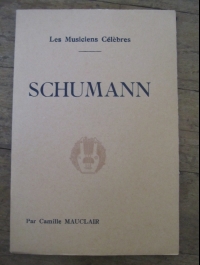 Les Musiciens Célèbres
SCHUMANN
Par Camille MAUCLAIR